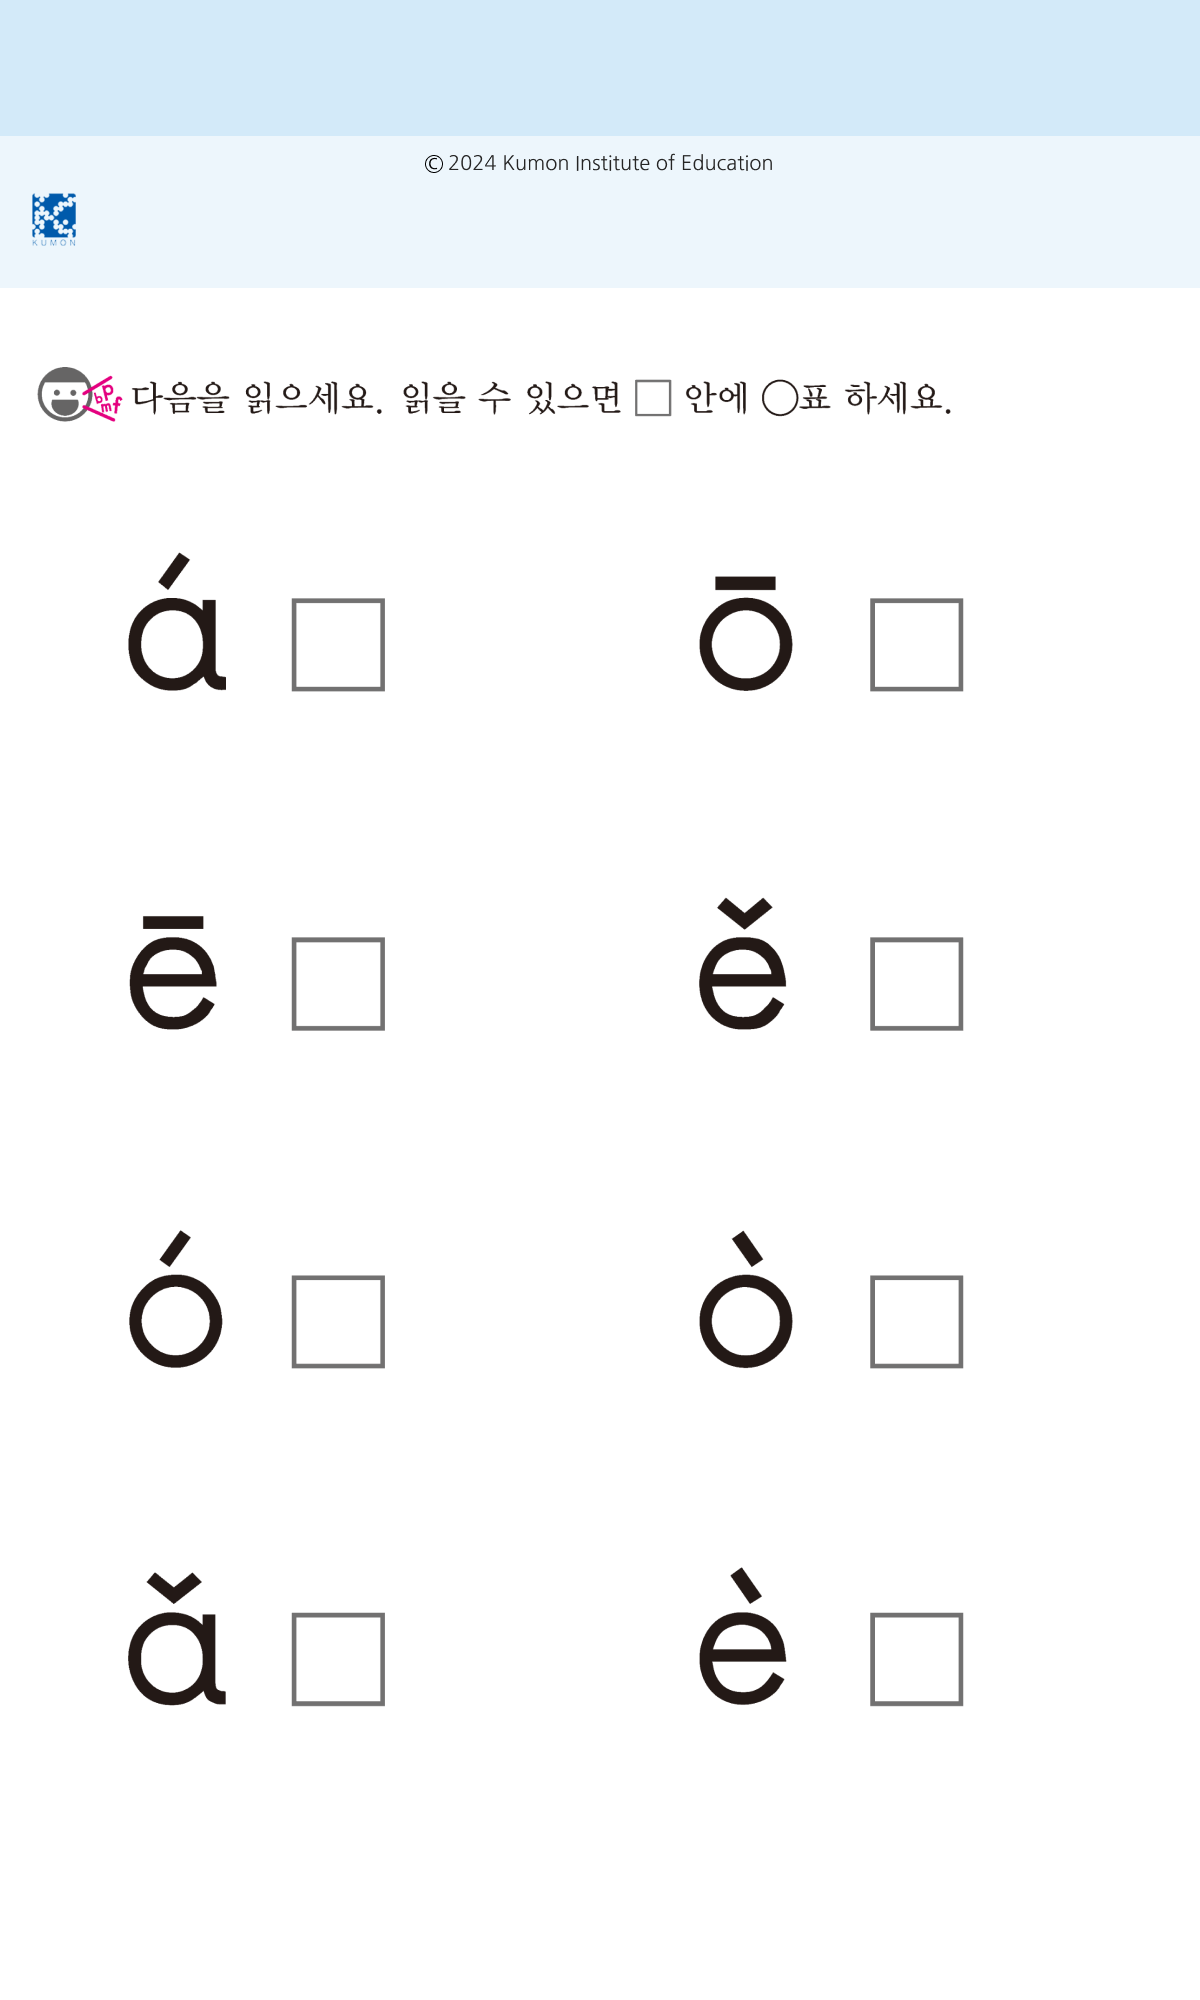 © 2024 Kumon Institute of Education
KUMON
b p m f
다음을 읽으세요. 읽을 수 있으면 □ 안에 ○표 하세요.
á □ ō □
ē □ ě □
ó □ ò □
ǎ □ è □